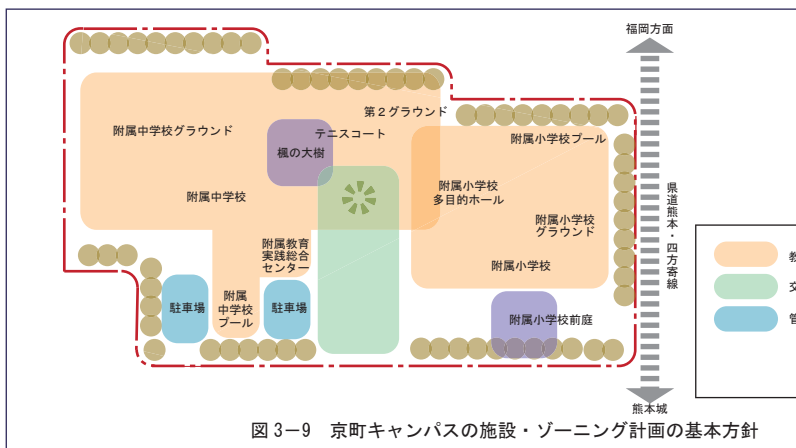 福岡方面
第2グラウンド
附属中学校グラウンド
テニスコート
附属小学校プール
楓の大樹
附属中学校
附属小学校
多目的ホール
附属小学校
グラウンド
県道熊本・四方寄線
附属教育
実践総合
センター
附属小学校
駐車場
附属
中学校
プール
駐車場
附属小学校前庭
教
交
管
熊本城
図3-9 京町キャンパスの施設・ゾーニング計画の基本方針